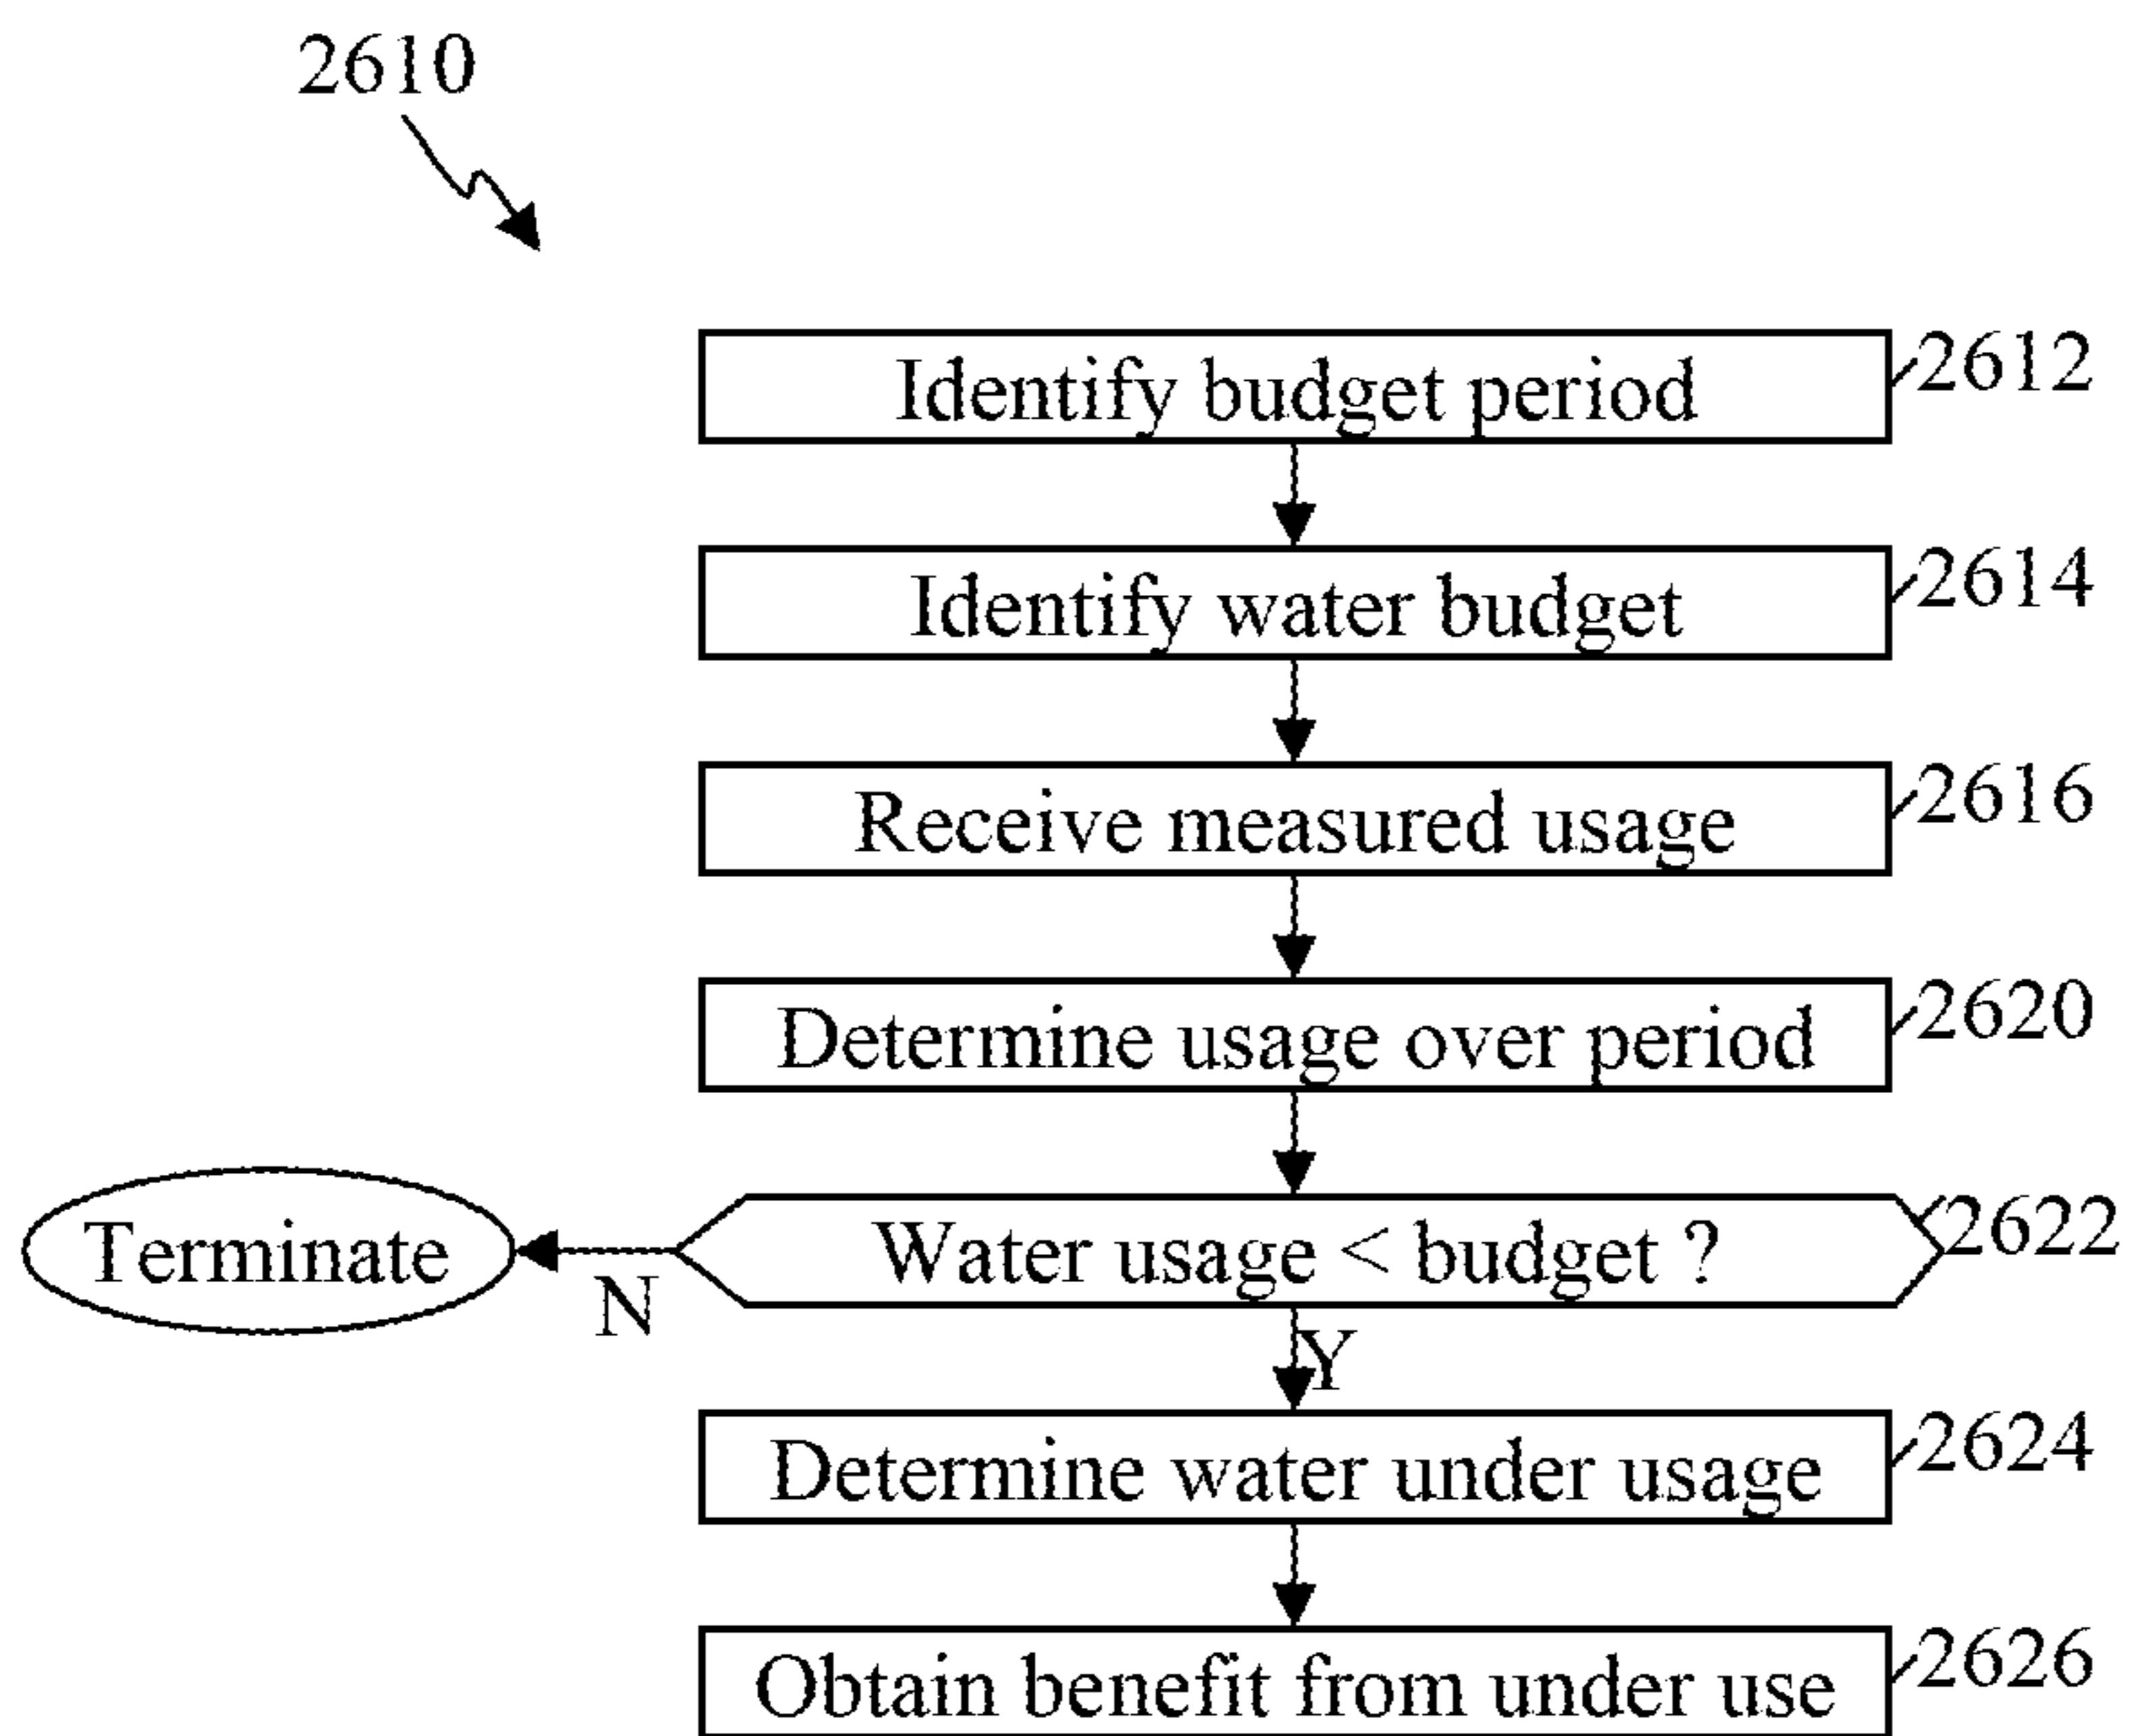 2610
Identify budget period 2612
Identify water budget 2614
Receive measured usage 2616
Determine usage over period 2620
Terminate N Water usage < budget ? 2622
Y
Determine water under usage 2624
Obtain benefit from under use 2626